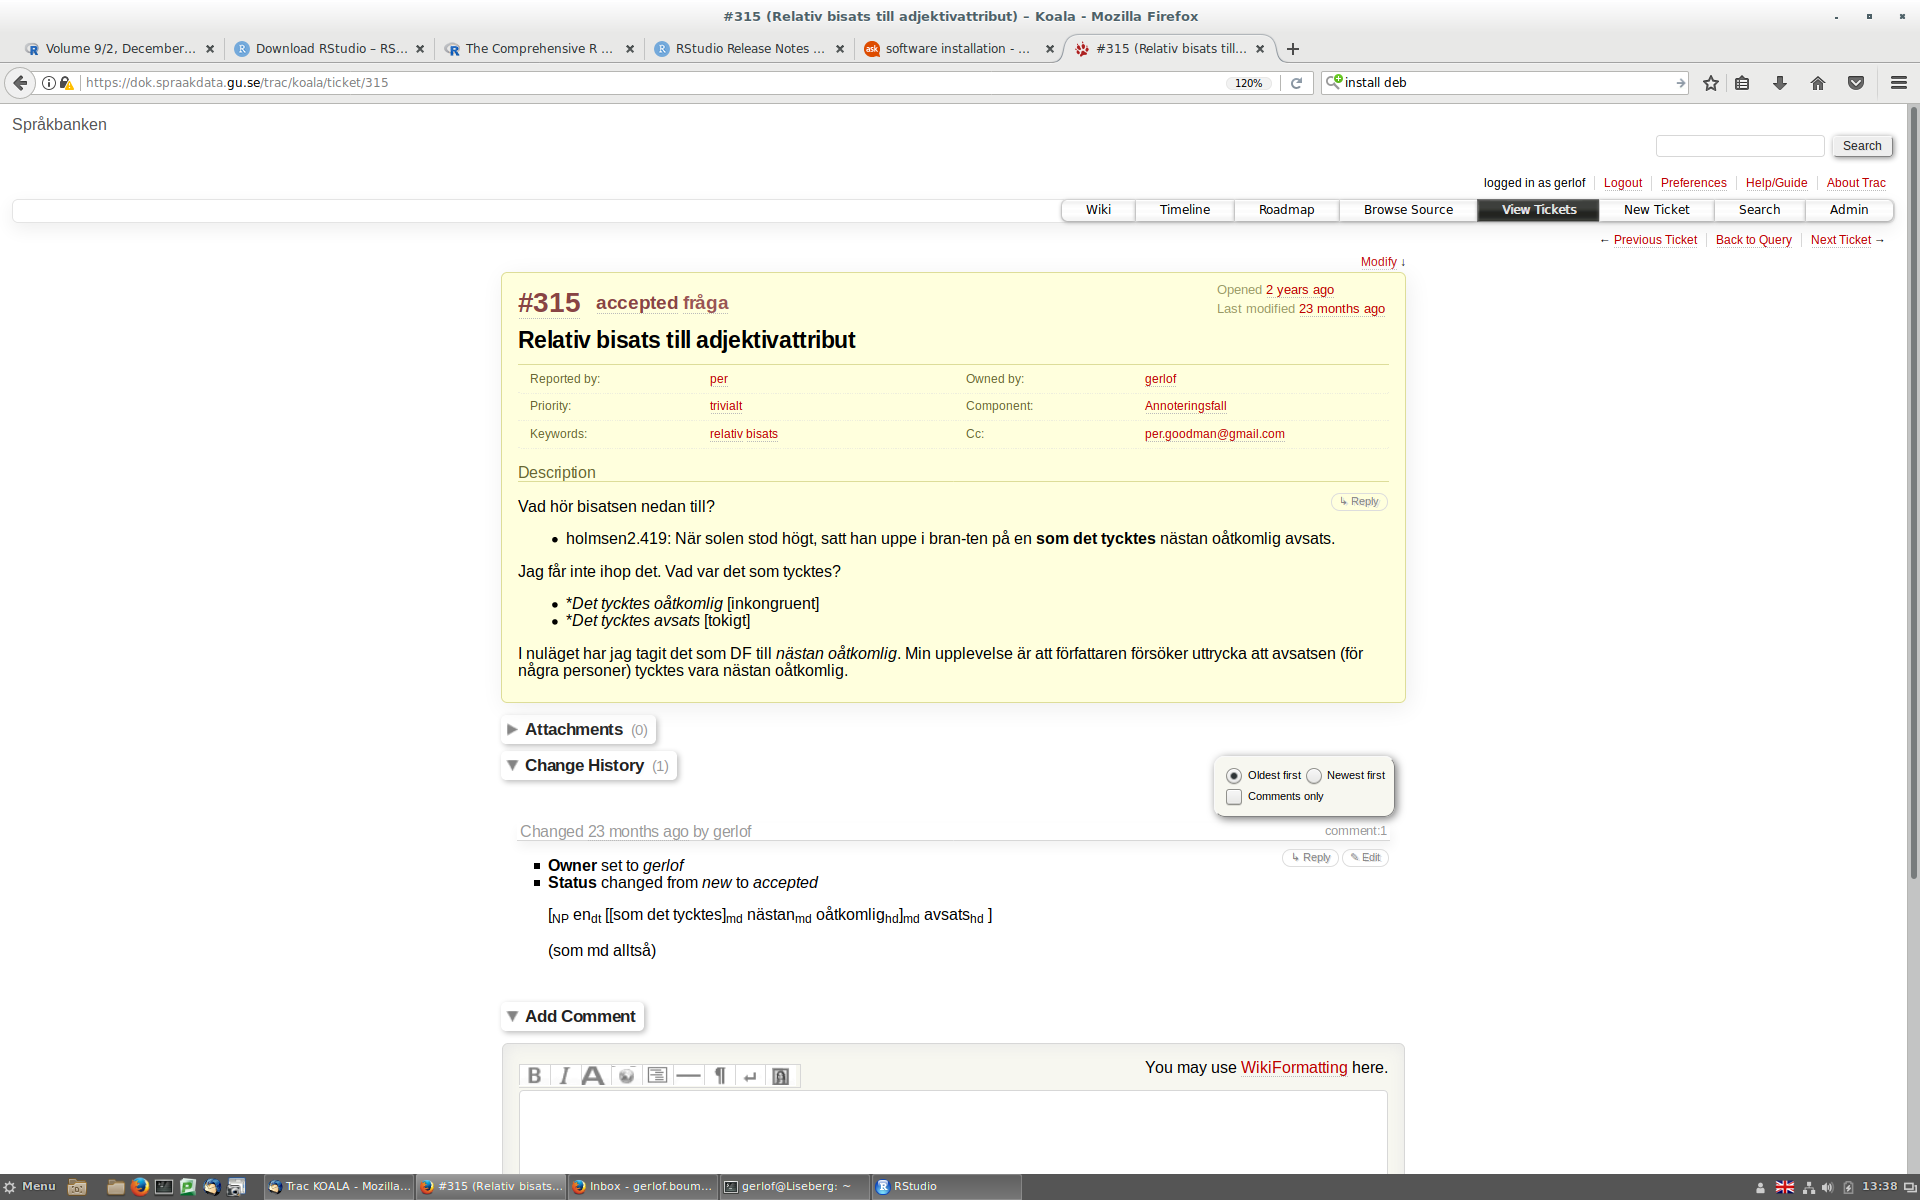 #315 (Relativ bisats till adjektivattribut) – Koala - Mozilla Firefox
Volume 9/2, December... Download RStudio – RS... The Comprehensive R ... RStudio Release Notes ... ask software installation - ... #315 (Relativ bisats till...
https://dok.spraakdata.gu.se/trac/koala/ticket/315 120% install deb
Språkbanken
Search
logged in as gerlof Logout Preferences Help/Guide About Trac
Wiki Timeline Roadmap Browse Source View Tickets New Ticket Search Admin
← Previous Ticket Back to Query Next Ticket →
Modify ↓
#315 accepted fråga
Opened 2 years ago
Last modified 23 months ago
Relativ bisats till adjektivattribut
Reported by: per Owned by: gerlof
Priority: trivialt Component: Annoteringsfall
Keywords: relativ bisats Cc: per.goodman@gmail.com
Description
↳ Reply
Vad hör bisatsen nedan till?
• holmsen2.419: När solen stod högt, satt han uppe i bran-ten på en som det tycktes nästan oåtkomlig avsats.
Jag får inte ihop det. Vad var det som tycktes?
• *Det tycktes oåtkomlig [inkongruent]
• *Det tycktes avsats [tokigt]
I nuläget har jag tagit det som DF till nästan oåtkomlig. Min upplevelse är att författaren försöker uttrycka att avsatsen (för
några personer) tycktes vara nästan oåtkomlig.
Attachments (0)
Change History (1)
Oldest first Newest first
Comments only
Changed 23 months ago by gerlof comment:1
↳ Reply ✎ Edit
Owner set to gerlof
Status changed from new to accepted
[NP endt [[som det tycktes]md nästanmd oåtkomlighd]md avsatshd ]
(som md alltså)
Add Comment
You may use WikiFormatting here.
B I A ¶
Menu Trac KOALA - Mozilla... #315 (Relativ bisats... Inbox - gerlof.boum... gerlof@Liseberg: ~ RStudio 13:38